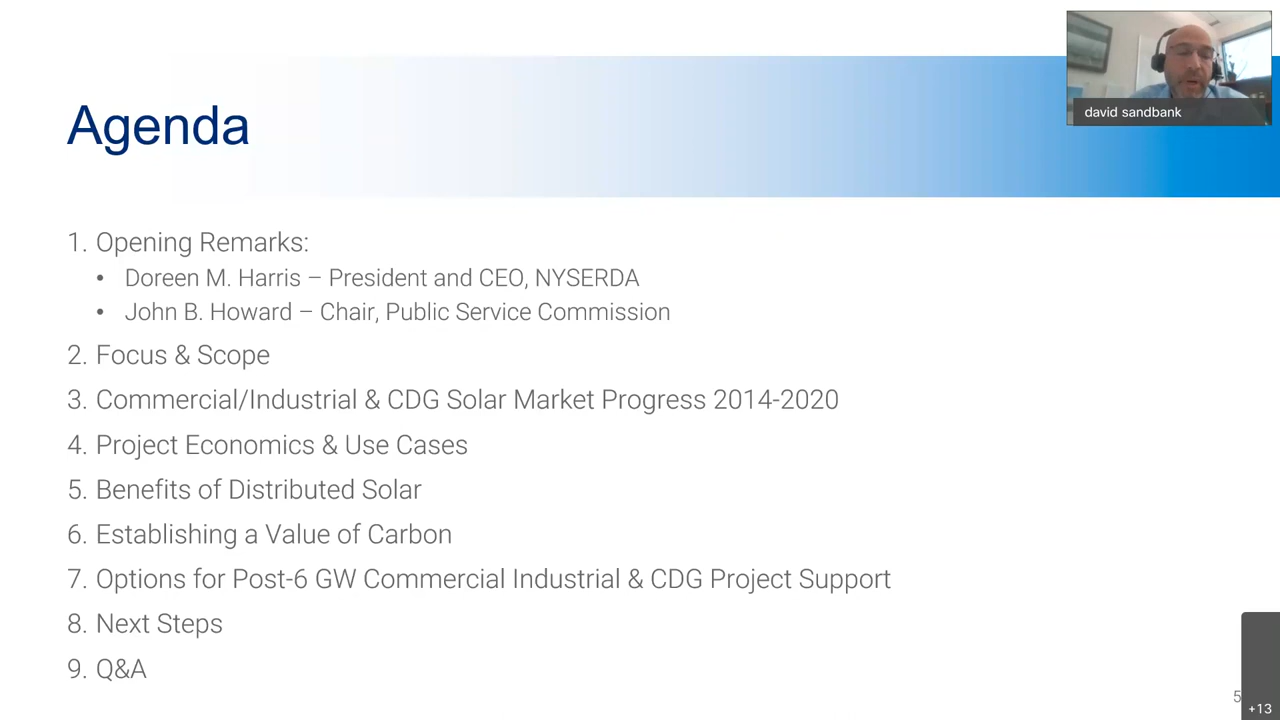 Agenda
david sandbank
1. Opening Remarks:
• Doreen M. Harris – President and CEO, NYSERDA
• John B. Howard – Chair, Public Service Commission
2. Focus & Scope
3. Commercial/Industrial & CDG Solar Market Progress 2014-2020
4. Project Economics & Use Cases
5. Benefits of Distributed Solar
6. Establishing a Value of Carbon
7. Options for Post-6 GW Commercial Industrial & CDG Project Support
8. Next Steps
9. Q&A
5
+13